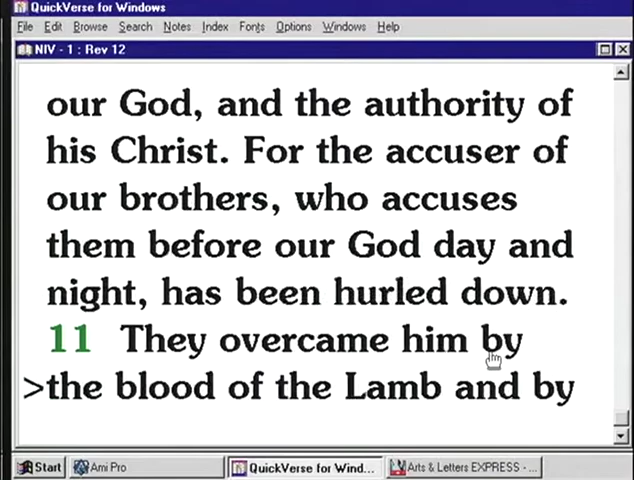 QuickVerse for Windows
File Edit Browse Search Notes Index Fonts Options Windows Help
NIV - 1 : Rev 12
our God, and the authority of
his Christ. For the accuser of
our brothers, who accuses
them before our God day and
night, has been hurled down.
11 They overcame him by
>the blood of the Lamb and by
Start Ami Pro QuickVerse for Wind... Arts & Letters EXPRESS - ...